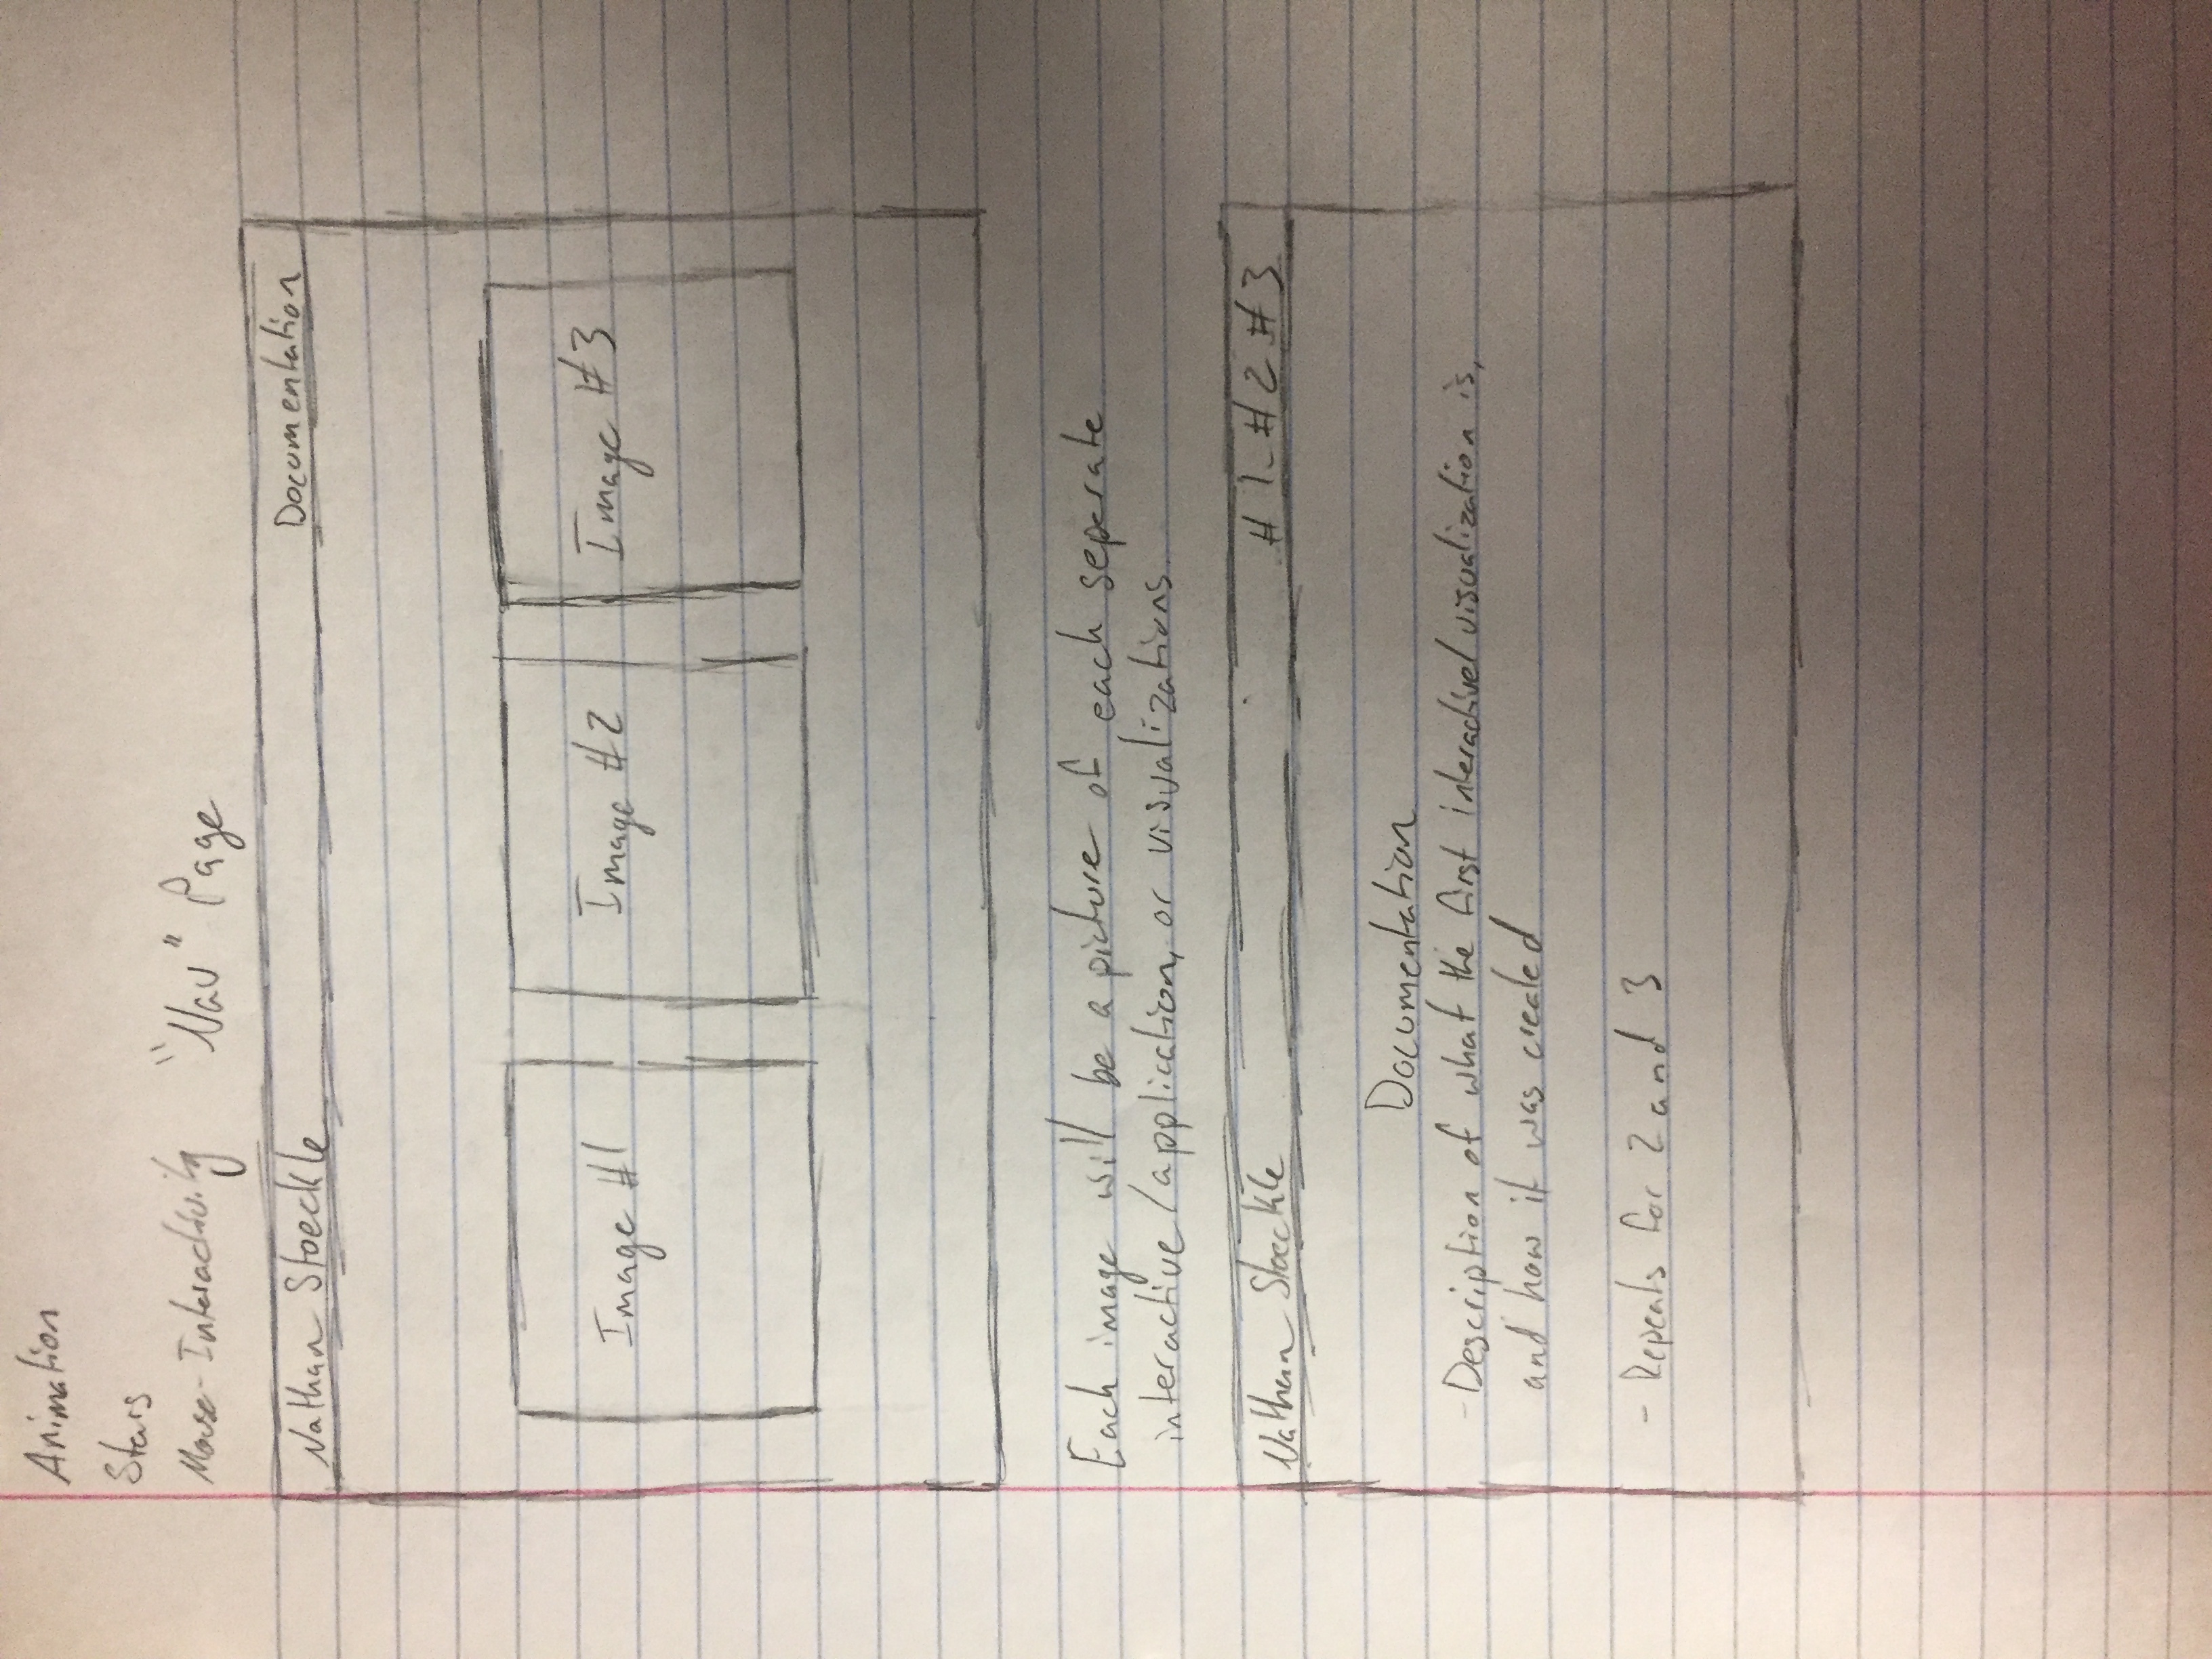 Animation
Stars
Mouse-Interactivity "Nav" Page
Nathan Stoeckle Documentation
Image #1 Image #2 Image #3
Each image will be a picture of each seperate
interactive/application, or visualizations.
Nathan Stoeckle #1 #2 #3
Documentation
- Description of what the first interactive/visualization is,
and how it was created
- Repeats for 2 and 3